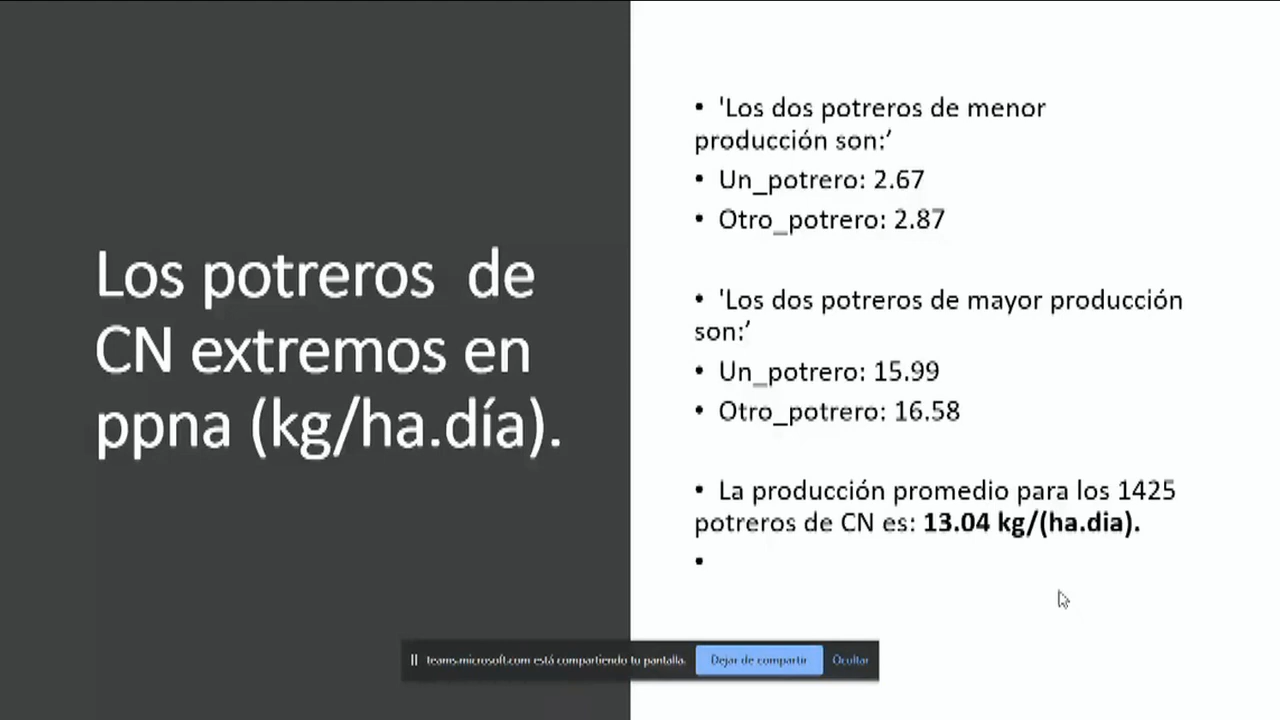 Los potreros de
CN extremos en
ppna (kg/ha.día).
• 'Los dos potreros de menor
producción son:’
• Un_potrero: 2.67
• Otro_potrero: 2.87
• 'Los dos potreros de mayor producción
son:’
• Un_potrero: 15.99
• Otro_potrero: 16.58
• La producción promedio para los 1425
potreros de CN es: 13.04 kg/(ha.dia).
•
teams.microsoft.com está compartiendo tu pantalla. Dejar de compartir Ocultar